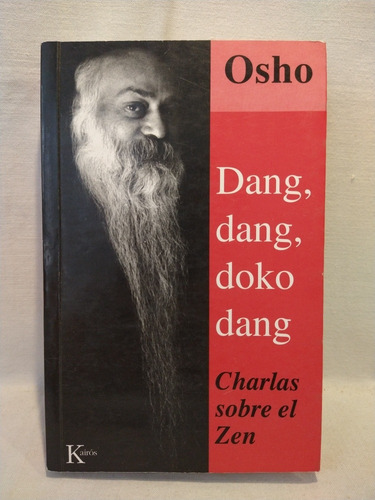 Osho
Dang,
dang,
doko
dang
Charlas
sobre el
Zen
Kairós